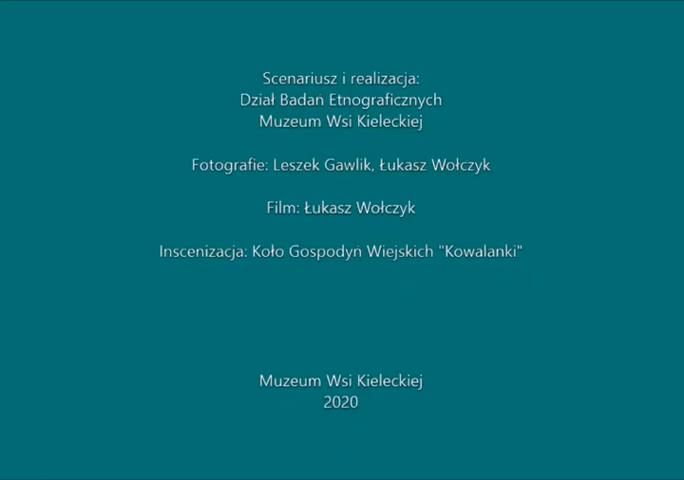 Scenariusz i realizacja:
Dział Badań Etnograficznych
Muzeum Wsi Kieleckiej
Fotografie: Leszek Gawlik, Łukasz Wołczyk
Film: Łukasz Wołczyk
Inscenizacja: Koło Gospodyń Wiejskich "Kowalanki"
Muzeum Wsi Kieleckiej
2020